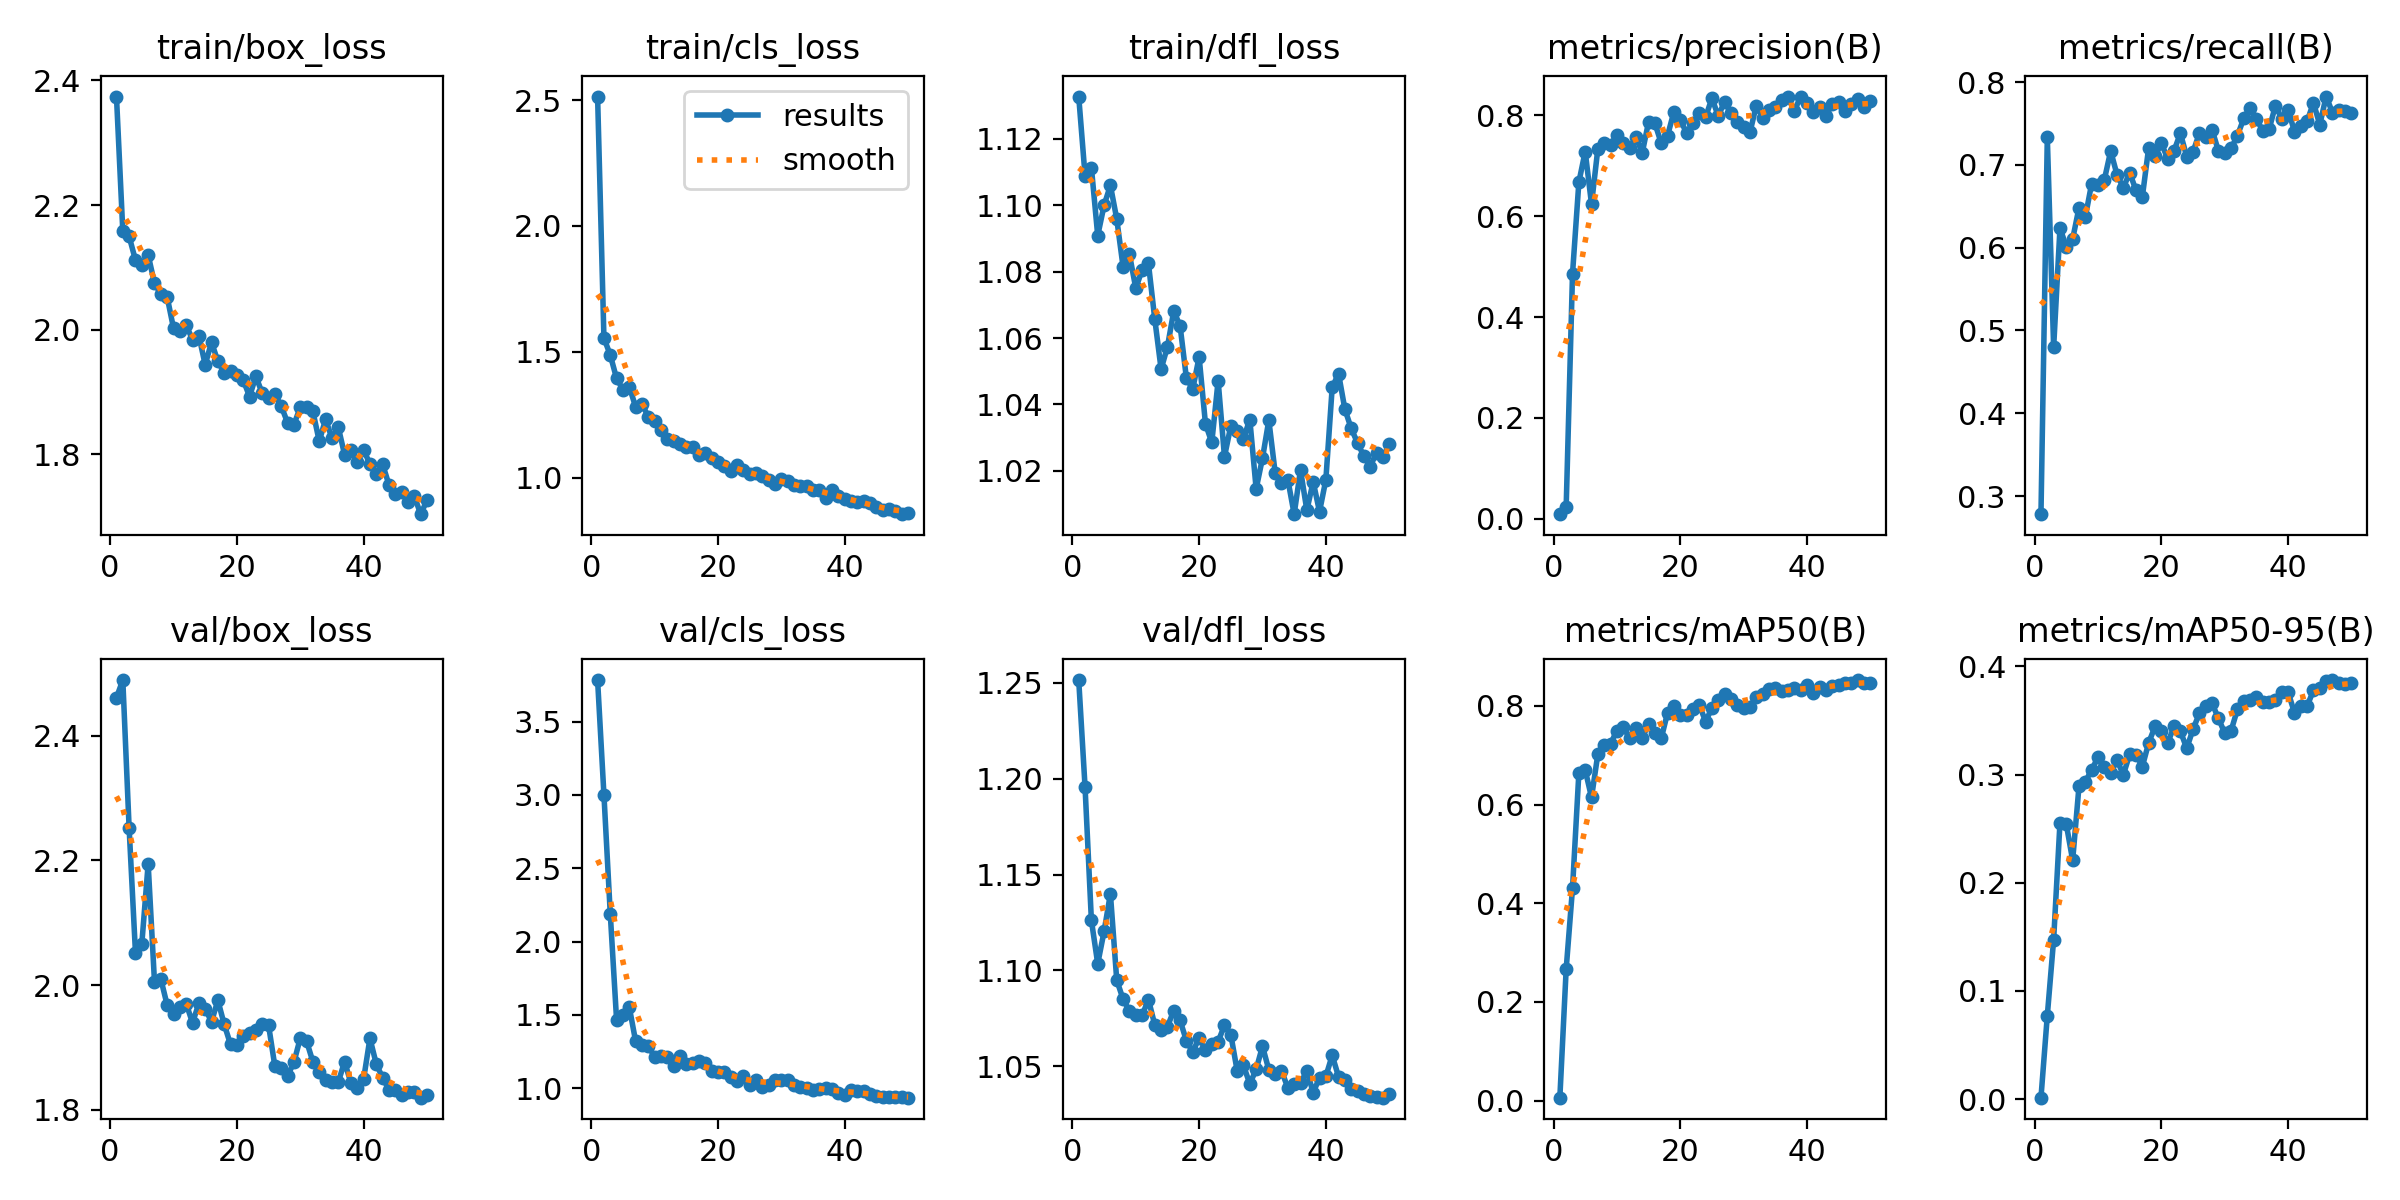 train/box_loss
2.4
2.2
2.0
1.8
0 20 40
train/cls_loss
results
smooth
2.5
2.0
1.5
1.0
0 20 40
train/dfl_loss
1.12
1.10
1.08
1.06
1.04
1.02
0 20 40
metrics/precision(B)
0.8
0.6
0.4
0.2
0.0
0 20 40
metrics/recall(B)
0.8
0.7
0.6
0.5
0.4
0.3
0 20 40
val/box_loss
2.4
2.2
2.0
1.8
0 20 40
val/cls_loss
3.5
3.0
2.5
2.0
1.5
1.0
0 20 40
val/dfl_loss
1.25
1.20
1.15
1.10
1.05
0 20 40
metrics/mAP50(B)
0.8
0.6
0.4
0.2
0.0
0 20 40
metrics/mAP50-95(B)
0.4
0.3
0.2
0.1
0.0
0 20 40